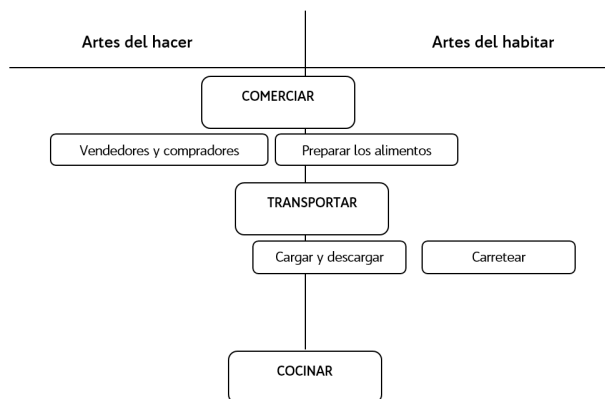 Artes del hacer
Artes del habitar
COMERCIAR
Vendedores y compradores
Preparar los alimentos
TRANSPORTAR
Cargar y descargar
Carretear
COCINAR